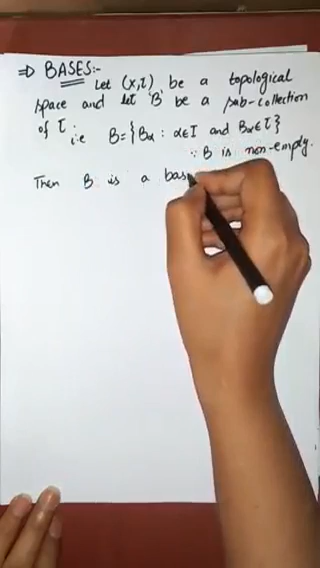 ⇒ BASES:-
Let (X,τ) be a topological
space and let B be a sub-collection
of τ. i.e B={Bα : α∈I and Bα∈τ}
∵ B is non-empty.
Then B is a bas